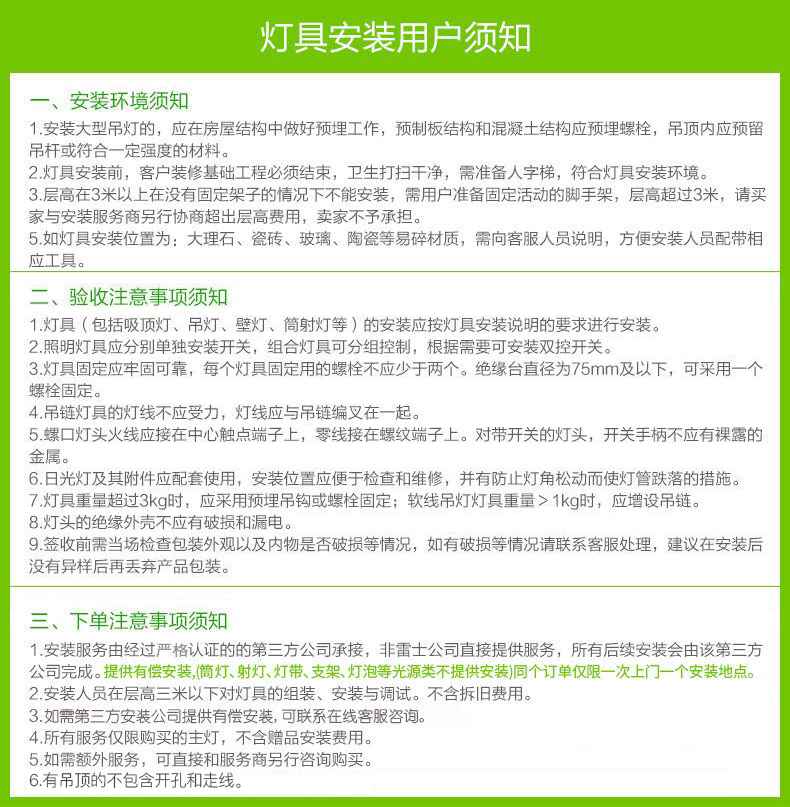 灯具安装用户须知
一、安装环境须知
1.安装大型吊灯的，应在房屋结构中做好预埋工作，预制板结构和混凝土结构应预埋螺栓，吊顶内应预留
吊杆或符合一定强度的材料。
2.灯具安装前，客户装修基础工程必须结束，卫生打扫干净，需准备人字梯，符合灯具安装环境。
3.层高在3米以上在没有固定架子的情况下不能安装，需用户准备固定活动的脚手架，层高超过3米，请买
家与安装服务商另行协商超出层高费用，卖家不予承担。
5.如灯具安装位置为：大理石、瓷砖、玻璃、陶瓷等易碎材质，需向客服人员说明，方便安装人员配带相
应工具。
二、验收注意事项须知
1.灯具（包括吸顶灯、吊灯、壁灯、筒射灯等）的安装应按灯具安装说明的要求进行安装。
2.照明灯具应分别单独安装开关，组合灯具可分组控制，根据需要可安装双控开关。
3.灯具固定应牢固可靠，每个灯具固定用的螺栓不应少于两个。绝缘台直径为75mm及以下，可采用一个
螺栓固定。
4.吊链灯具的灯线不应受力，灯线应与吊链编叉在一起。
5.螺口灯头火线应接在中心触点端子上，零线接在螺纹端子上。对带开关的灯头，开关手柄不应有裸露的
金属。
6.日光灯及其附件应配套使用，安装位置应便于检查和维修，并有防止灯角松动而使灯管跌落的措施。
7.灯具重量超过3kg时，应采用预埋吊钩或螺栓固定；软线吊灯灯具重量＞1kg时，应增设吊链。
8.灯头的绝缘外壳不应有破损和漏电。
9.签收前需当场检查包装外观以及内物是否破损等情况，如有破损等情况请联系客服处理，建议在安装后
没有异样后再丢弃产品包装。
三、下单注意事项须知
1.安装服务由经过严格认证的的第三方公司承接，非雷士公司直接提供服务，所有后续安装会由该第三方
公司完成。提供有偿安装,(筒灯、射灯、灯带、支架、灯泡等光源类不提供安装)同个订单仅限一次上门一个安装地点。
2.安装人员在层高三米以下对灯具的组装、安装与调试。不含拆旧费用。
3.如需第三方安装公司提供有偿安装,可联系在线客服咨询。
4.所有服务仅限购买的主灯，不含赠品安装费用。
5.如需额外服务，可直接和服务商另行咨询购买。
6.有吊顶的不包含开孔和走线。